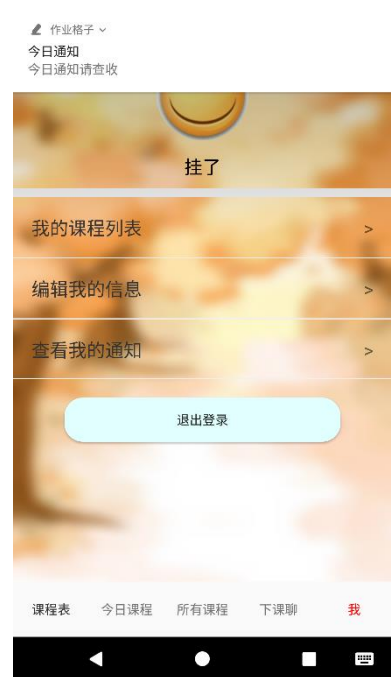 作业格子
今日通知
今日通知请查收
挂了
我的课程列表 >
编辑我的信息 >
查看我的通知 >
退出登录
课程表 今日课程 所有课程 下课聊 我